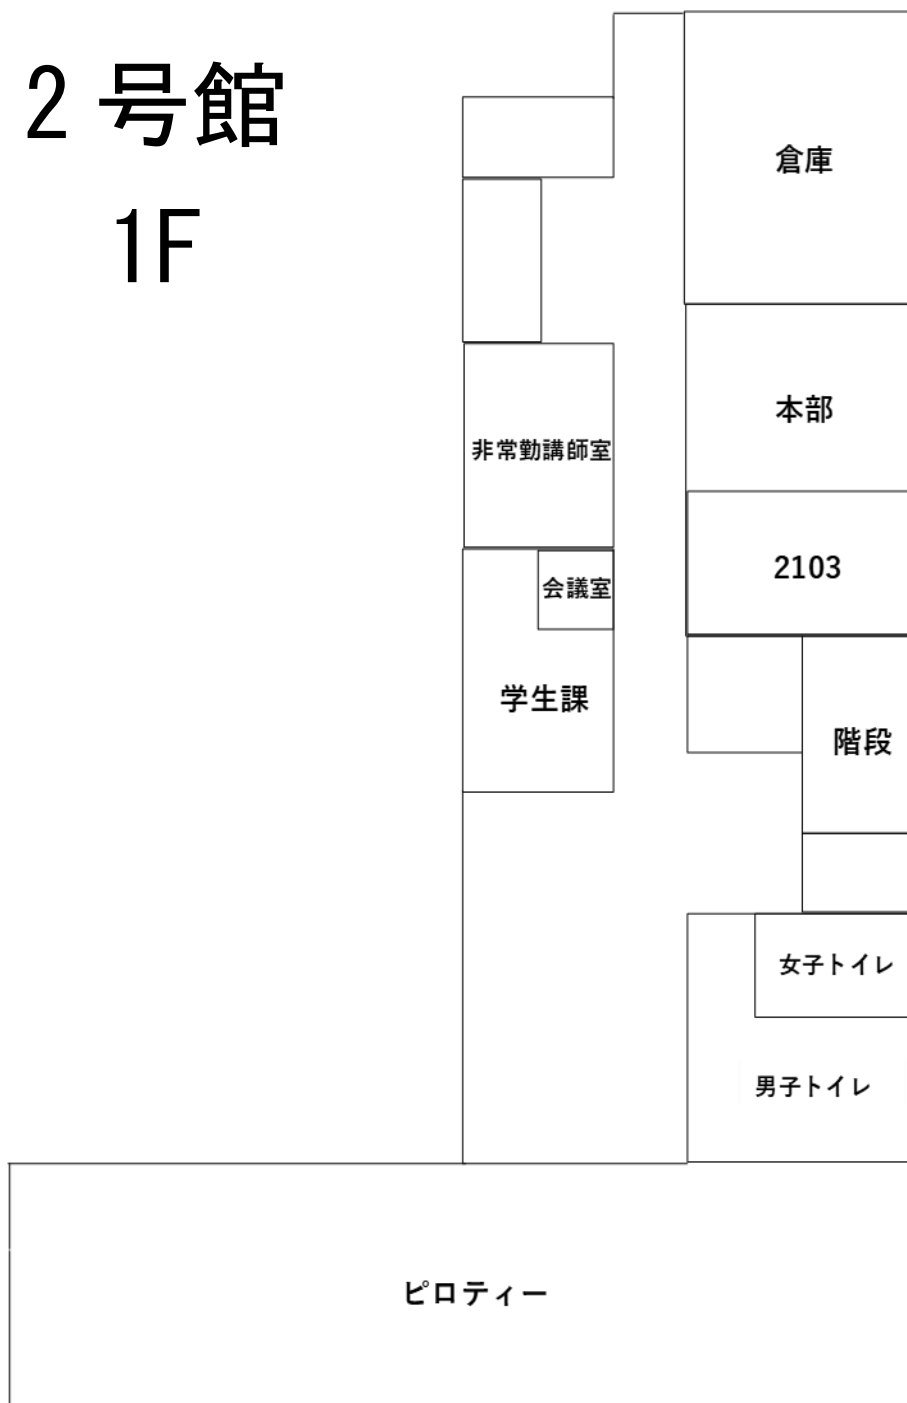 2号館
1F
倉庫
本部
非常勤講師室
2103
会議室
学生課
階段
女子トイレ
男子トイレ
ピロティー